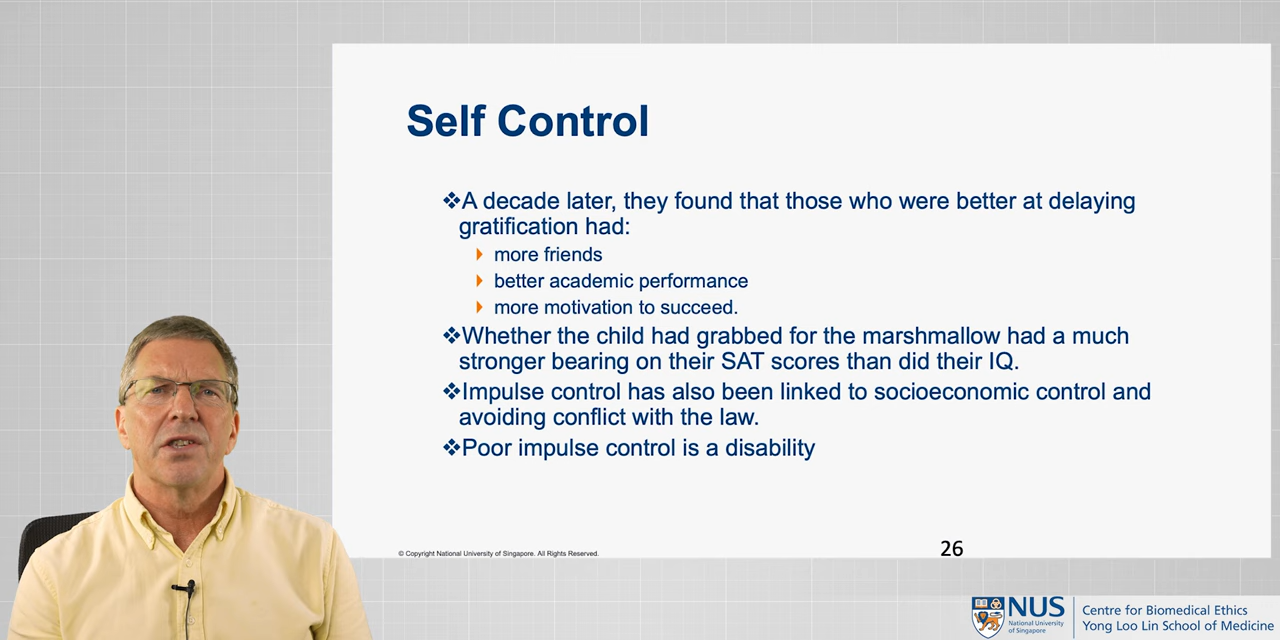 Self Control
❖A decade later, they found that those who were better at delaying
gratification had:
more friends
better academic performance
more motivation to succeed.
❖Whether the child had grabbed for the marshmallow had a much
stronger bearing on their SAT scores than did their IQ.
❖Impulse control has also been linked to socioeconomic control and
avoiding conflict with the law.
❖Poor impulse control is a disability
© Copyright National University of Singapore. All Rights Reserved.
26
NUS
National University
of Singapore
Centre for Biomedical Ethics
Yong Loo Lin School of Medicine